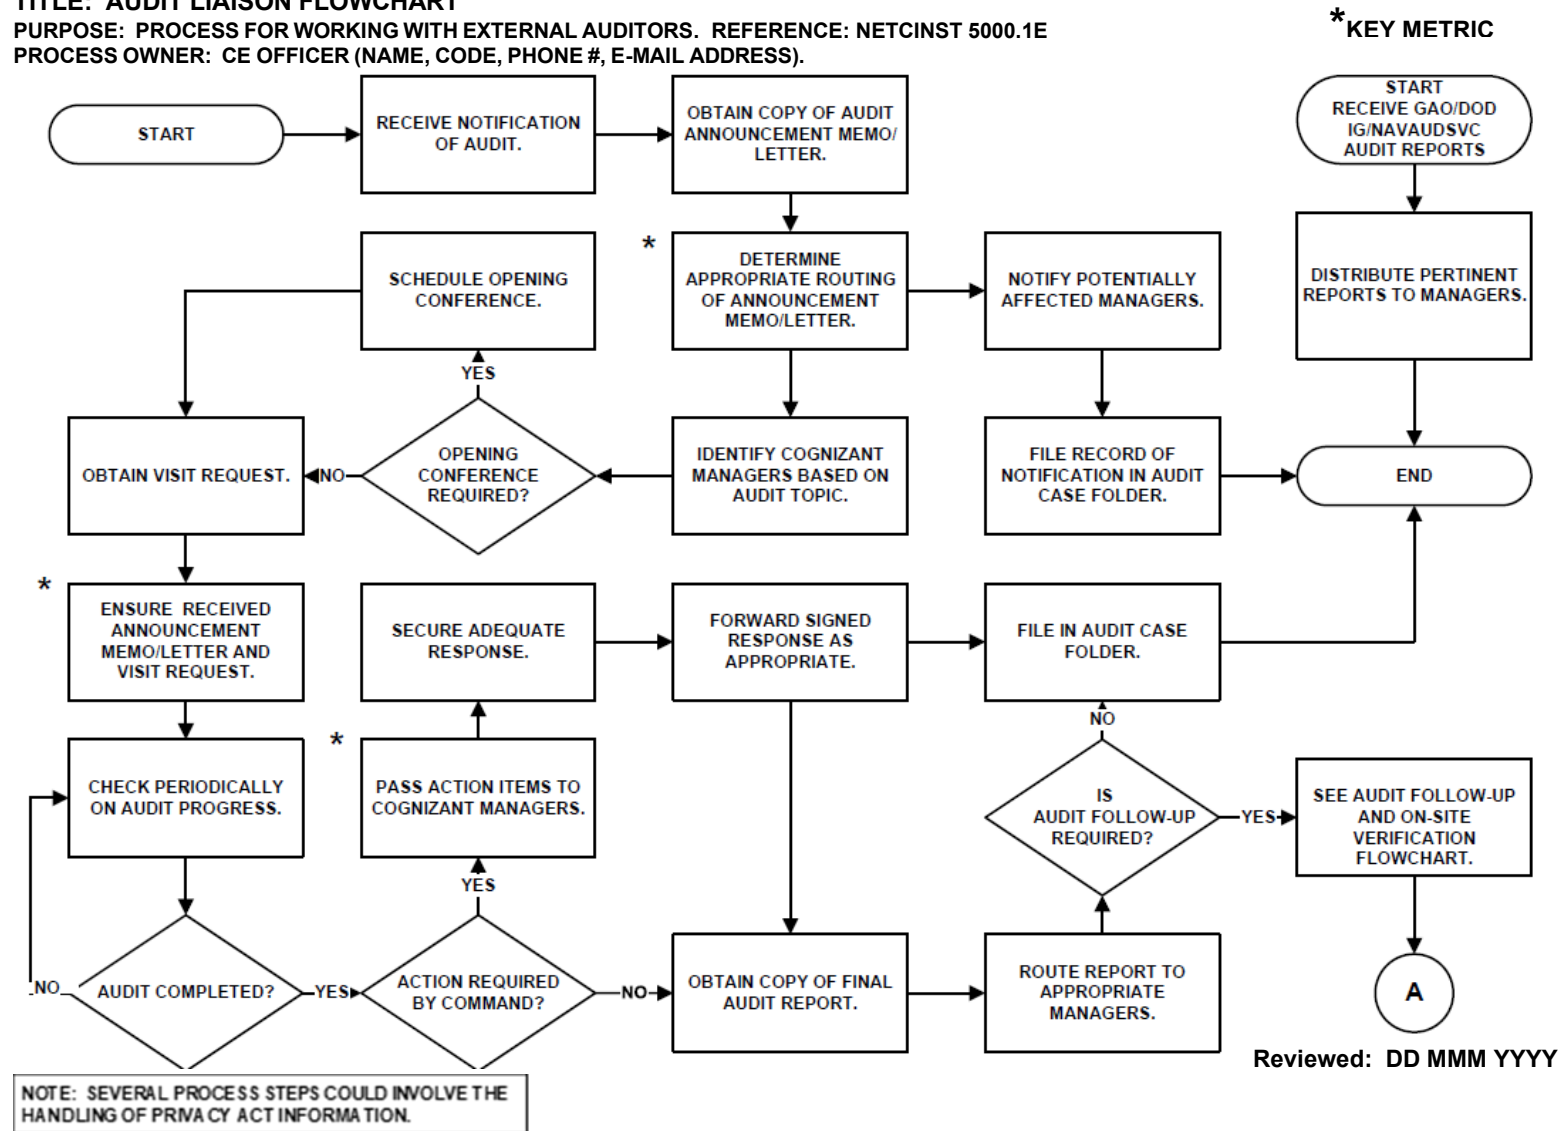 TITLE: AUDIT LIAISON FLOWCHART
PURPOSE: PROCESS FOR WORKING WITH EXTERNAL AUDITORS. REFERENCE: NETCINST 5000.1E
PROCESS OWNER: CE OFFICER (NAME, CODE, PHONE #, E-MAIL ADDRESS).
*KEY METRIC
START
RECEIVE NOTIFICATION
OF AUDIT.
OBTAIN COPY OF AUDIT
ANNOUNCEMENT MEMO/
LETTER.
START
RECEIVE GAO/DOD
IG/NAVAUDSVC
AUDIT REPORTS
SCHEDULE OPENING
CONFERENCE.
*
DETERMINE
APPROPRIATE ROUTING
OF ANNOUNCEMENT
MEMO/LETTER.
NOTIFY POTENTIALLY
AFFECTED MANAGERS.
DISTRIBUTE PERTINENT
REPORTS TO MANAGERS.
YES
OBTAIN VISIT REQUEST.
NO
OPENING
CONFERENCE
REQUIRED?
IDENTIFY COGNIZANT
MANAGERS BASED ON
AUDIT TOPIC.
FILE RECORD OF
NOTIFICATION IN AUDIT
CASE FOLDER.
END
*
ENSURE RECEIVED
ANNOUNCEMENT
MEMO/LETTER AND
VISIT REQUEST.
SECURE ADEQUATE
RESPONSE.
FORWARD SIGNED
RESPONSE AS
APPROPRIATE.
FILE IN AUDIT CASE
FOLDER.
NO
CHECK PERIODICALLY
ON AUDIT PROGRESS.
*
PASS ACTION ITEMS TO
COGNIZANT MANAGERS.
IS
AUDIT FOLLOW-UP
REQUIRED?
YES
SEE AUDIT FOLLOW-UP
AND ON-SITE
VERIFICATION
FLOWCHART.
YES
NO
AUDIT COMPLETED?
YES
ACTION REQUIRED
BY COMMAND?
NO
OBTAIN COPY OF FINAL
AUDIT REPORT.
ROUTE REPORT TO
APPROPRIATE
MANAGERS.
A
Reviewed: DD MMM YYYY
NOTE: SEVERAL PROCESS STEPS COULD INVOLVE THE
HANDLING OF PRIVACY ACT INFORMATION.